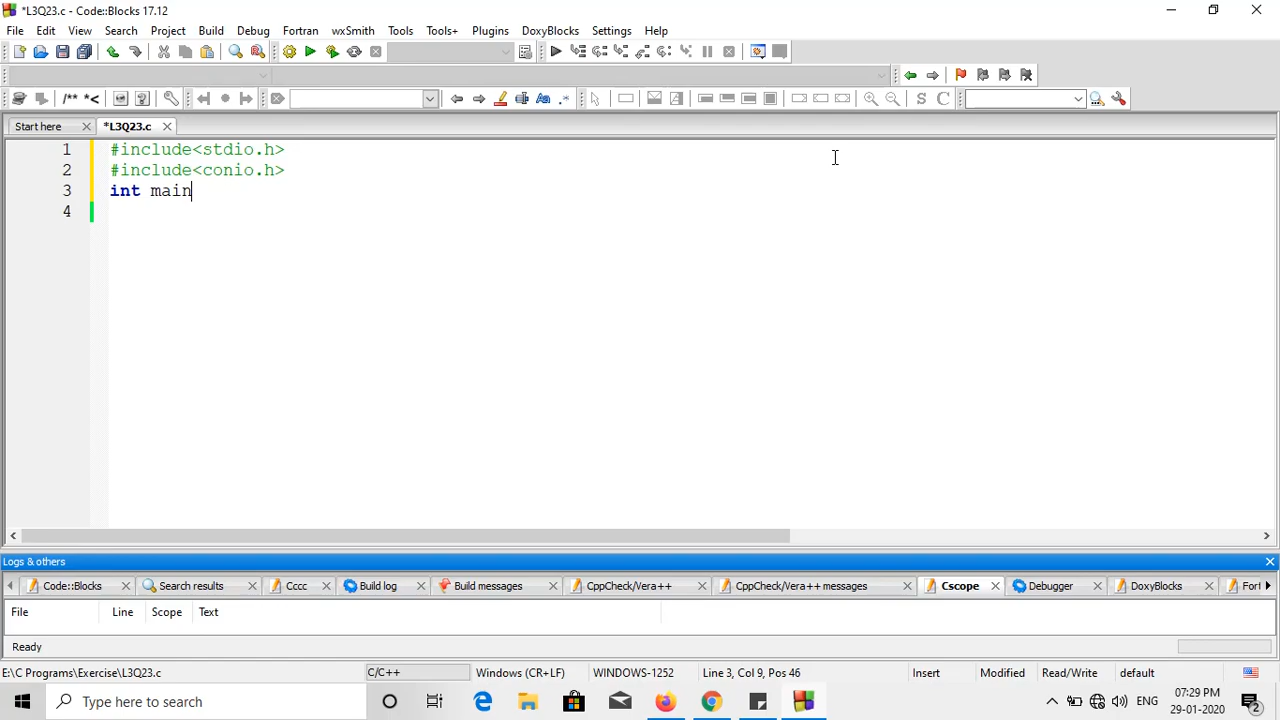 *L3Q23.c - Code::Blocks 17.12
File Edit View Search Project Build Debug Fortran wxSmith Tools Tools+ Plugins DoxyBlocks Settings Help
/** *<
S C
Start here *L3Q23.c
1 #include<stdio.h>
2 #include<conio.h>
3 int main
4
Logs & others
Code::Blocks Search results Cccc Build log Build messages CppCheck/Vera++ CppCheck/Vera++ messages Cscope Debugger DoxyBlocks Fort
File Line Scope Text
Ready
E:\C Programs\Exercise\L3Q23.c C/C++ Windows (CR+LF) WINDOWS-1252 Line 3, Col 9, Pos 46 Insert Modified Read/Write default
Type here to search
ENG
07:29 PM
29-01-2020
2